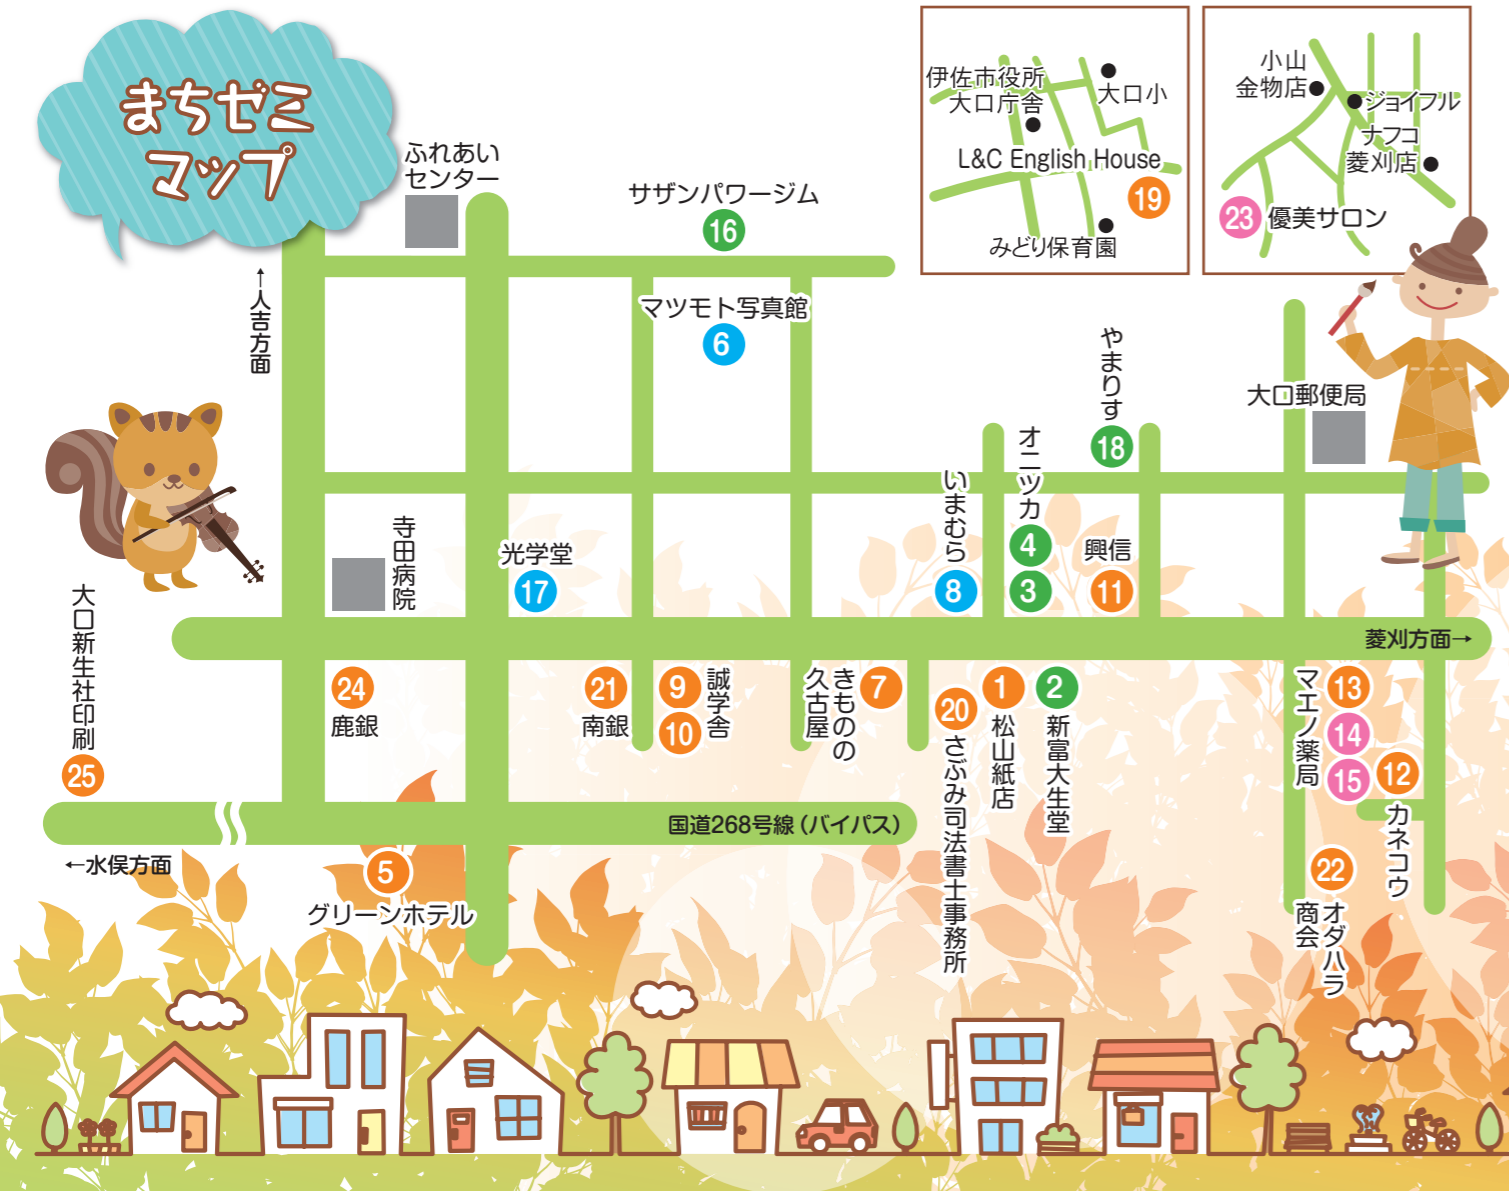 まちゼミ
マップ
ふれあい
センター
サザンパワージム
16
マツモト写真館
6
↑人吉方面
伊佐市役所
大口庁舎
大口小
L&C English House
19
みどり保育園
小山
金物店
ジョイフル
ナフコ
菱刈店
23 優美サロン
やまりす
18
大口郵便局
オニツカ
4
3
いまむら
8
興信
11
寺田病院
光学堂
17
菱刈方面→
大口新生社印刷
25
24
鹿銀
21
南銀
9
10
誠学舎
きものの
久古屋
7
20
さぶみ司法書士事務所
1
松山紙店
2
新富大生堂
マエノ薬局
13
14
15
12
カネコウ
22
オダハラ
商会
国道268号線(バイパス)
←水俣方面
5
グリーンホテル